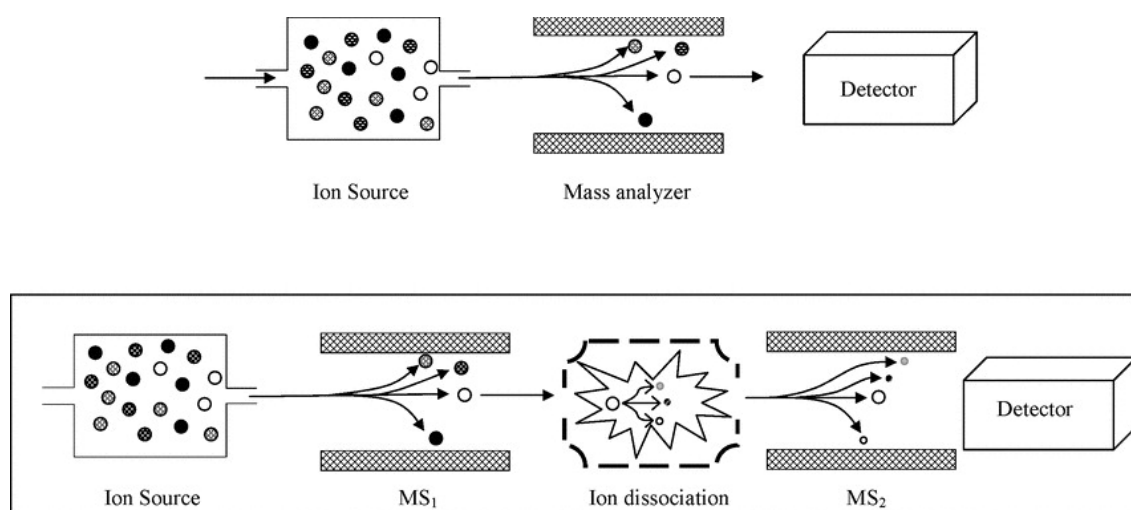 Detector
Ion Source
Mass analyzer
Detector
Ion Source
MS₁
Ion dissociation
MS₂